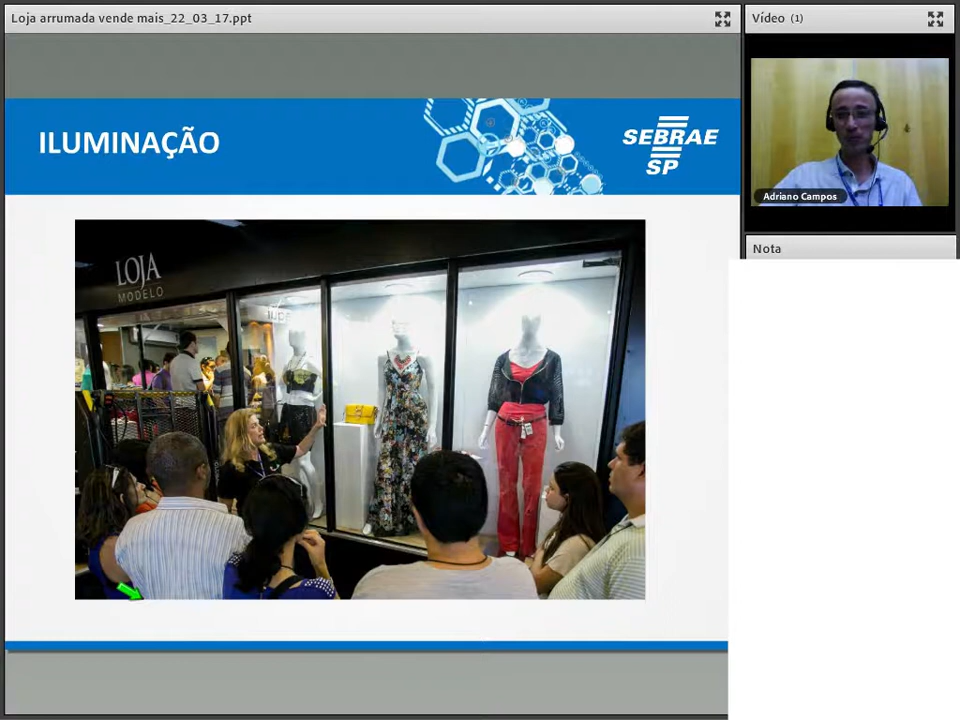 Loja arrumada vende mais_22_03_17.ppt
Vídeo (1)
ILUMINAÇÃO
SEBRAE
SP
Adriano Campos
Nota
LOJA
MODELO